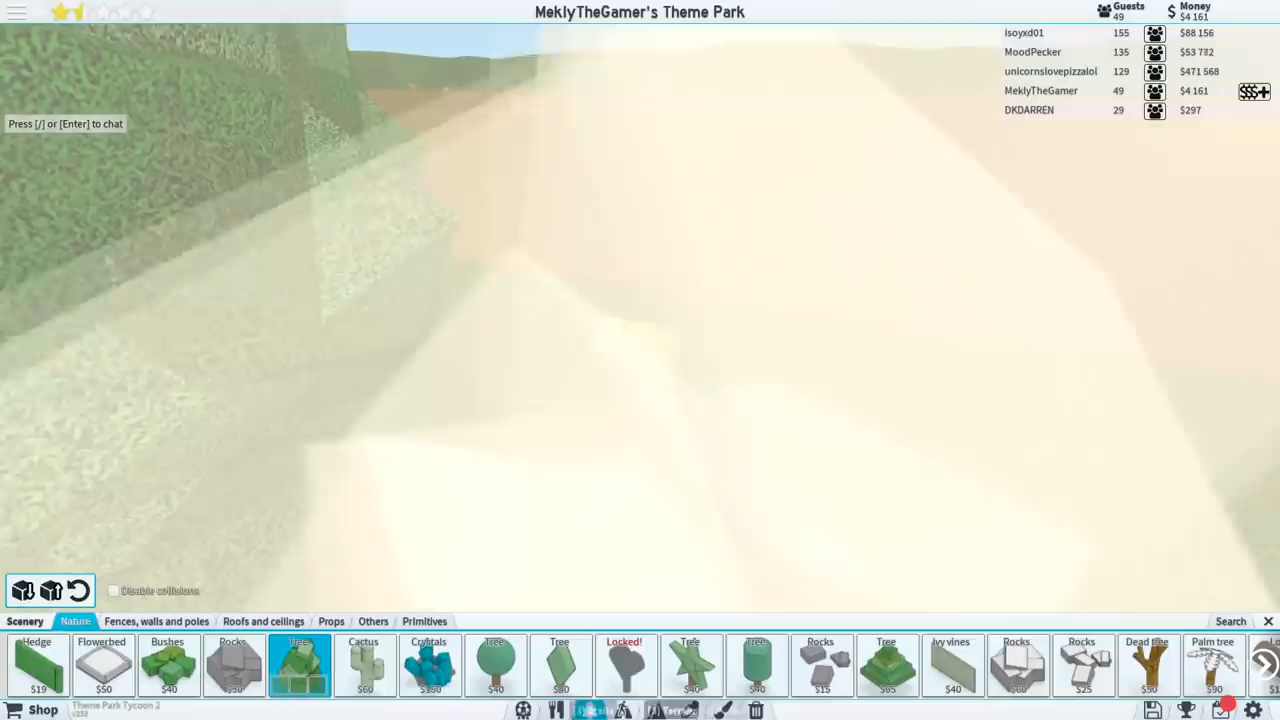 MeklyTheGamer's Theme Park
Guests
49
Money
$4 161
isoyxd01 155 $88 156
MoodPecker 135
unicornslovepizzalol 129 $471 568
MeklyTheGamer 49 $4 161 $$$+
DKDARREN 29 $297
Press [/] or [Enter] to chat
Disable collisions
Scenery Nature Fences, walls and poles Roofs and ceilings Props Others Primitives Search
Hedge Flowerbed Bushes Rocks Tree Cactus Crystals Tree Tree Locked! Tree Tree Rocks Tree Ivy vines Rocks Rocks Dead tree Palm tree
$19 $50 $40 $30 $60 $150 $40 $40 $40 $15 $65 $40 $60 $25 $50 $90
Shop
Theme Park Tycoon 2
v253